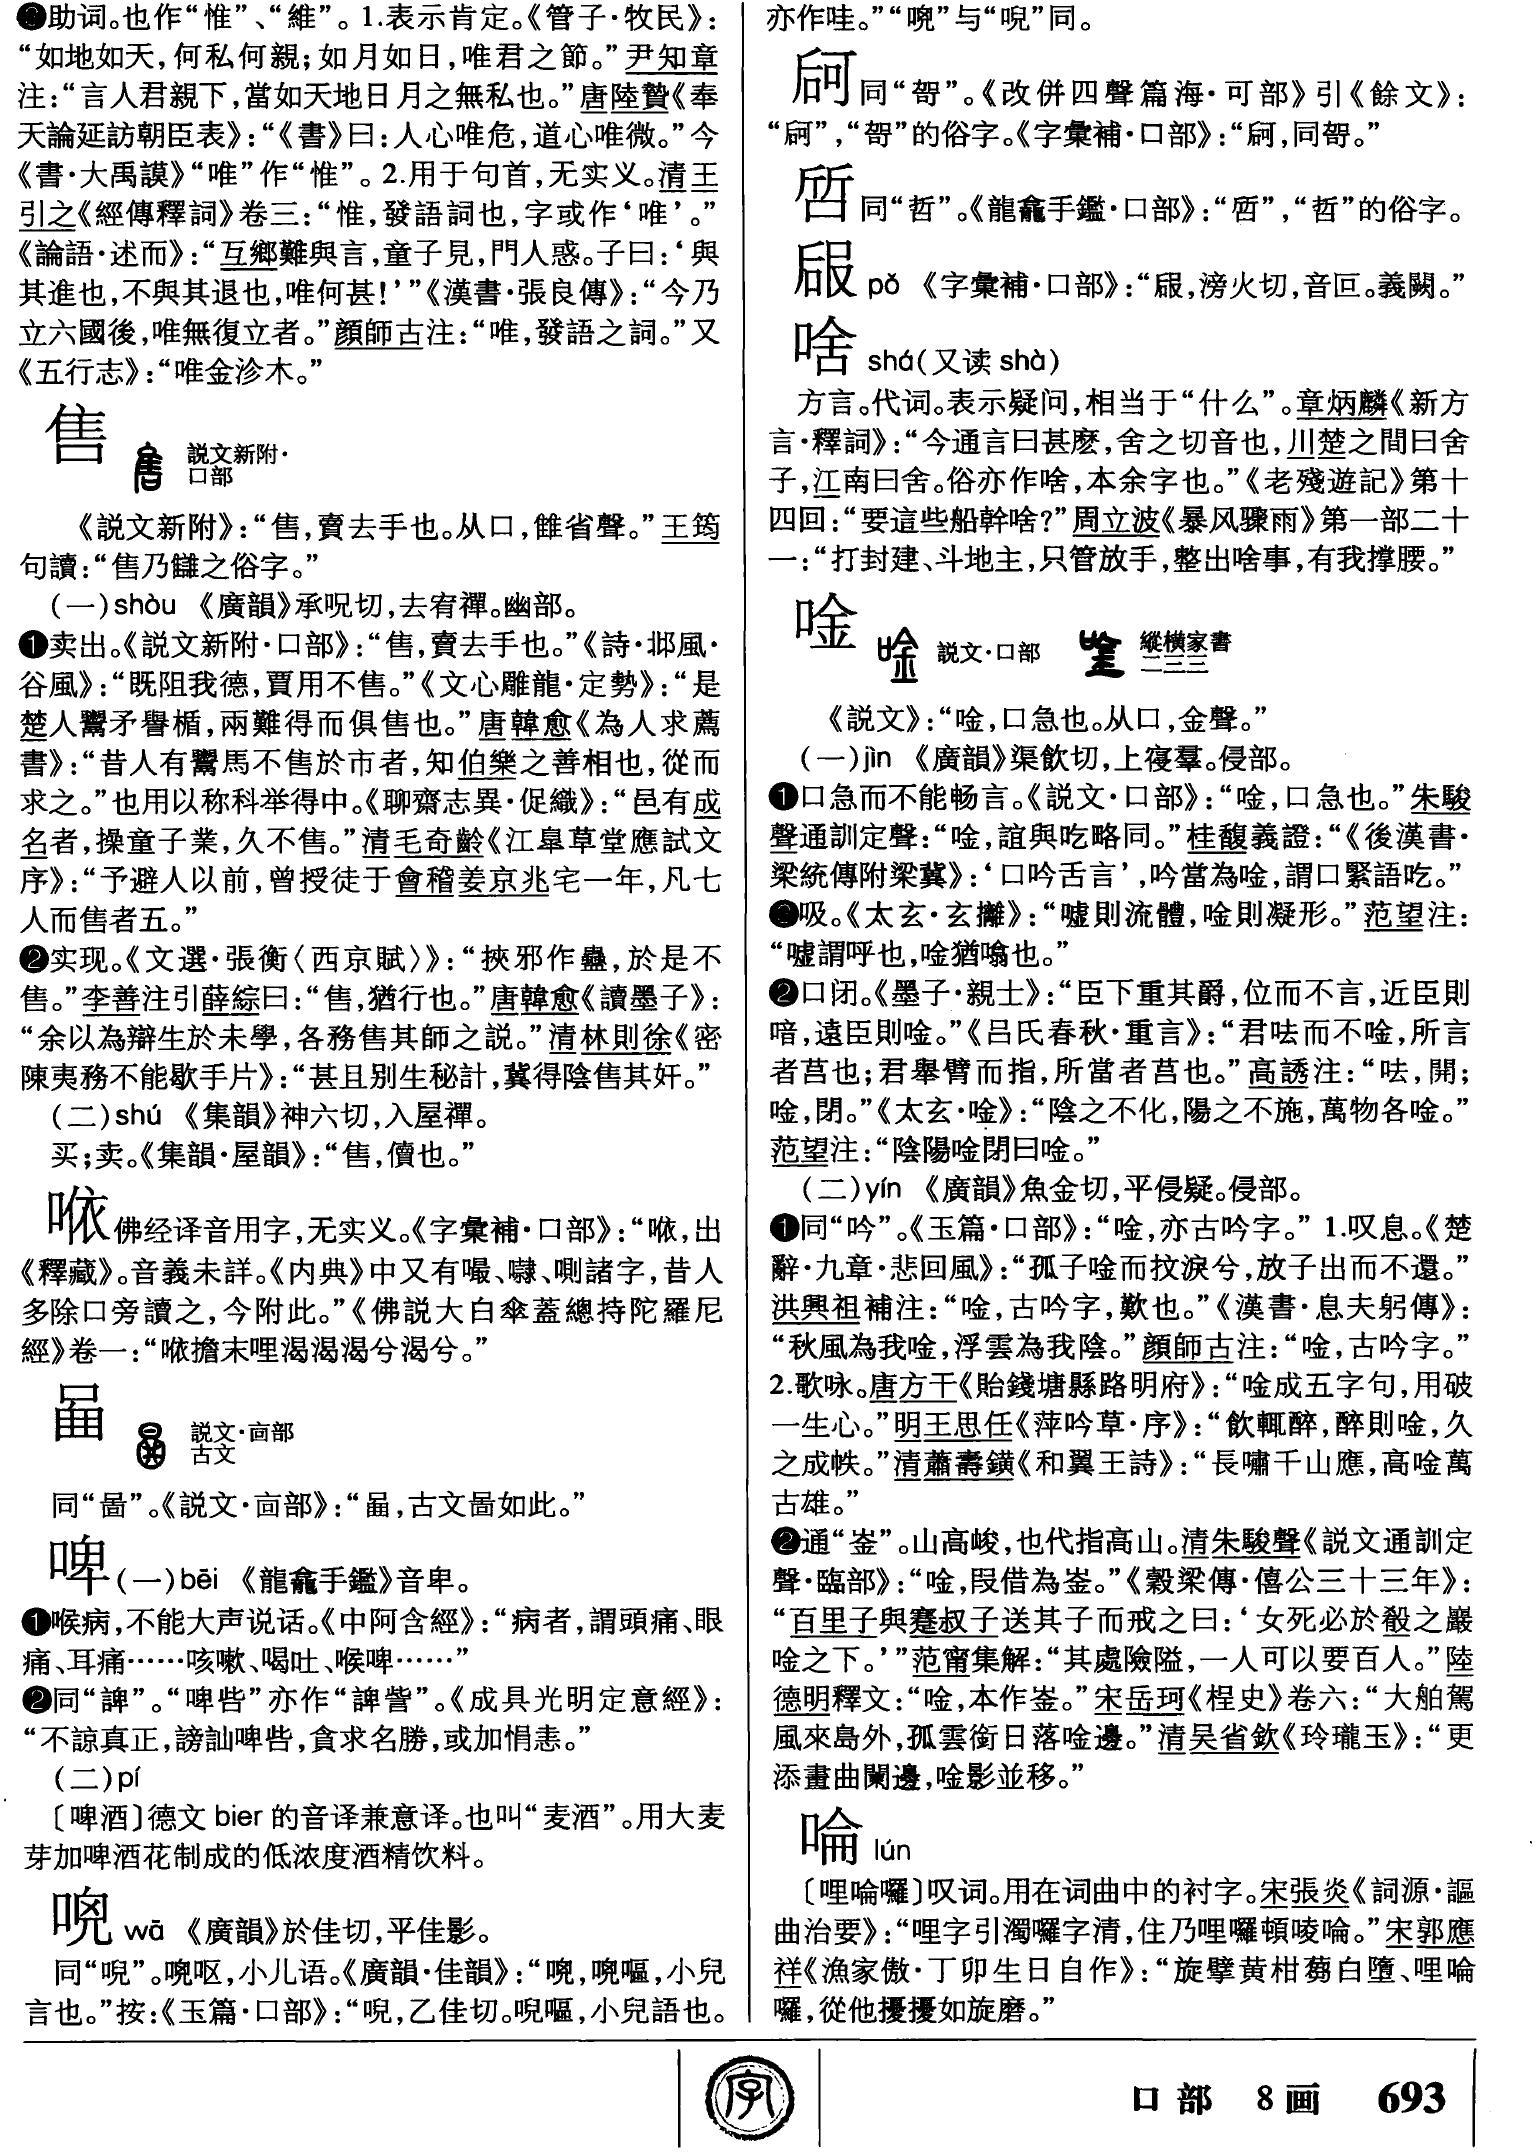 ❸助词。也作“惟”、“維”。1.表示肯定。《管子·牧民》：
“如地如天，何私何親；如月如日，唯君之節。”尹知章
注：“言人君親下，當如天地日月之無私也。”唐陸贄《奉
天論延訪朝臣表》：“《書》曰：人心唯危，道心唯微。”今
《書·大禹謨》“唯”作“惟”。2.用于句首，无实义。清王
引之《經傳釋詞》卷三：“惟，發語詞也，字或作‘唯’。”
《論語·述而》：“互鄉難與言，童子見，門人惑。子曰：‘與
其進也，不與其退也，唯何甚！’”《漢書·張良傳》：“今乃
立六國後，唯無復立者。”顔師古注：“唯，發語之詞。”又
《五行志》：“唯金沴木。”
售 説文新附·
口部
《説文新附》：“售，賣去手也。从口，雔省聲。”王筠
句讀：“售乃讎之俗字。”
（一）shòu 《廣韻》承呪切，去宥禪。幽部。
❶卖出。《説文新附·口部》：“售，賣去手也。”《詩·邶風·
谷風》：“既阻我德，賈用不售。”《文心雕龍·定勢》：“是
楚人鬻矛譽楯，兩難得而俱售也。”唐韓愈《為人求薦
書》：“昔人有鬻馬不售於市者，知伯樂之善相也，從而
求之。”也用以称科举得中。《聊齋志異·促織》：“邑有成
名者，操童子業，久不售。”清毛奇齡《江皋草堂應試文
序》：“予避人以前，曾授徒于會稽姜京兆宅一年，凡七
人而售者五。”
❷实现。《文選·張衡〈西京賦〉》：“挾邪作蠱，於是不
售。”李善注引薛綜曰：“售，猶行也。”唐韓愈《讀墨子》：
“余以為辯生於末學，各務售其師之説。”清林則徐《密
陳夷務不能歇手片》：“甚且别生秘計，冀得陰售其奸。”
（二）shú 《集韻》神六切，入屋禪。
买；卖。《集韻·屋韻》：“售，儥也。”
㕈佛经译音用字，无实义。《字彙補·口部》：“，出
《釋藏》。音義未詳。《内典》中又有嘬、㘑、唎諸字，昔人
多除口旁讀之，今附此。”《佛説大白傘蓋總持陀羅尼
經》卷一：“擔末哩渴渴渴兮渴兮。”
㗊 説文·㐭部
古文
同“啚”。《説文·㐭部》：“，古文啚如此。”
啤（一）bēi 《龍龕手鑑》音卑。
❶喉病，不能大声说话。《中阿含經》：“病者，謂頭痛、眼
痛、耳痛……咳嗽、喝吐、喉啤……”
❷同“諀”。“啤呰”亦作“諀訾”。《成具光明定意經》：
“不諒真正，謗訕啤呰，貪求名勝，或加悁恚。”
（二）pí
〔啤酒〕德文 bier 的音译兼意译。也叫“麦酒”。用大麦
芽加啤酒花制成的低浓度酒精饮料。
唲 wā 《廣韻》於佳切，平佳影。
同“唲”。唲呕，小儿语。《廣韻·佳韻》：“唲，唲嘔，小兒
言也。”按：《玉篇·口部》：“唲，乙佳切。唲嘔，小兒語也。
亦作哇。”“唲”与“唲”同。
同“哿”。《改併四聲篇海·可部》引《餘文》：
“”，“哿”的俗字。《字彙補·口部》：“，同哿。”
同“哲”。《龍龕手鑑·口部》：“”，“哲”的俗字。
pǒ 《字彙補·口部》：“，滂火切，音叵。義闕。”
啥 shá（又读 shà）
方言。代词。表示疑问，相当于“什么”。章炳麟《新方
言·釋詞》：“今通言曰甚麽，舍之切音也，川楚之間曰舍
子，江南曰舍。俗亦作啥，本余字也。”《老殘遊記》第十
四回：“要這些船幹啥？”周立波《暴风骤雨》第一部二十
一：“打封建、斗地主，只管放手，整出啥事，有我撑腰。”
唫 説文·口部 縱横家書
二三三
《説文》：“唫，口急也。从口，金聲。”
（一）jìn 《廣韻》渠飲切，上寑羣。侵部。
❶口急而不能畅言。《説文·口部》：“唫，口急也。”朱駿
聲通訓定聲：“唫，誼與吃略同。”桂馥義證：“《後漢書·
梁統傳附梁冀》：‘口吟舌言’，吟當為唫，謂口緊語吃。”
❸吸。《太玄·玄攡》：“嘘則流體，唫則凝形。”范望注：
“嘘謂呼也，唫猶噏也。”
❷口闭。《墨子·親士》：“臣下重其爵，位而不言，近臣則
喑，遠臣則唫。”《吕氏春秋·重言》：“君呿而不唫，所言
者莒也；君舉臂而指，所當者莒也。”高誘注：“呿，開；
唫，閉。”《太玄·唫》：“陰之不化，陽之不施，萬物各唫。”
范望注：“陰陽唫閉曰唫。”
（二）yín 《廣韻》魚金切，平侵疑。侵部。
❶同“吟”。《玉篇·口部》：“唫，亦古吟字。” 1.叹息。《楚
辭·九章·悲回風》：“孤子唫而抆淚兮，放子出而不還。”
洪興祖補注：“唫，古吟字，歎也。”《漢書·息夫躬傳》：
“秋風為我唫，浮雲為我陰。”顔師古注：“唫，古吟字。”
2.歌咏。唐方干《貽錢塘縣路明府》：“唫成五字句，用破
一生心。”明王思任《萍吟草·序》：“飲輒醉，醉則唫，久
之成帙。”清蕭壽鐄《和翼王詩》：“長嘯千山應，高唫萬
古雄。”
❷通“崟”。山高峻，也代指高山。清朱駿聲《説文通訓定
聲·臨部》：“唫，叚借為崟。”《穀梁傳·僖公三十三年》：
“百里子與蹇叔子送其子而戒之曰：‘女死必於殽之巖
唫之下。’”范甯集解：“其處險隘，一人可以要百人。”陸
德明釋文：“唫，本作崟。”宋岳珂《桯史》卷六：“大舶駕
風來島外，孤雲銜日落唫邊。”清吴省欽《玲瓏玉》：“更
添畫曲闌邊，唫影並移。”
啽 lún
〔哩㖮囉〕叹词。用在词曲中的衬字。宋張炎《詞源·謳
曲治要》：“哩字引濁囉字清，住乃哩囉頓唛㖮。”宋郭應
祥《漁家傲·丁卯生日自作》：“旋擘黄柑蒭白墮、哩㖮
囉，從他擾擾如旋磨。”
字
口部 8画 693